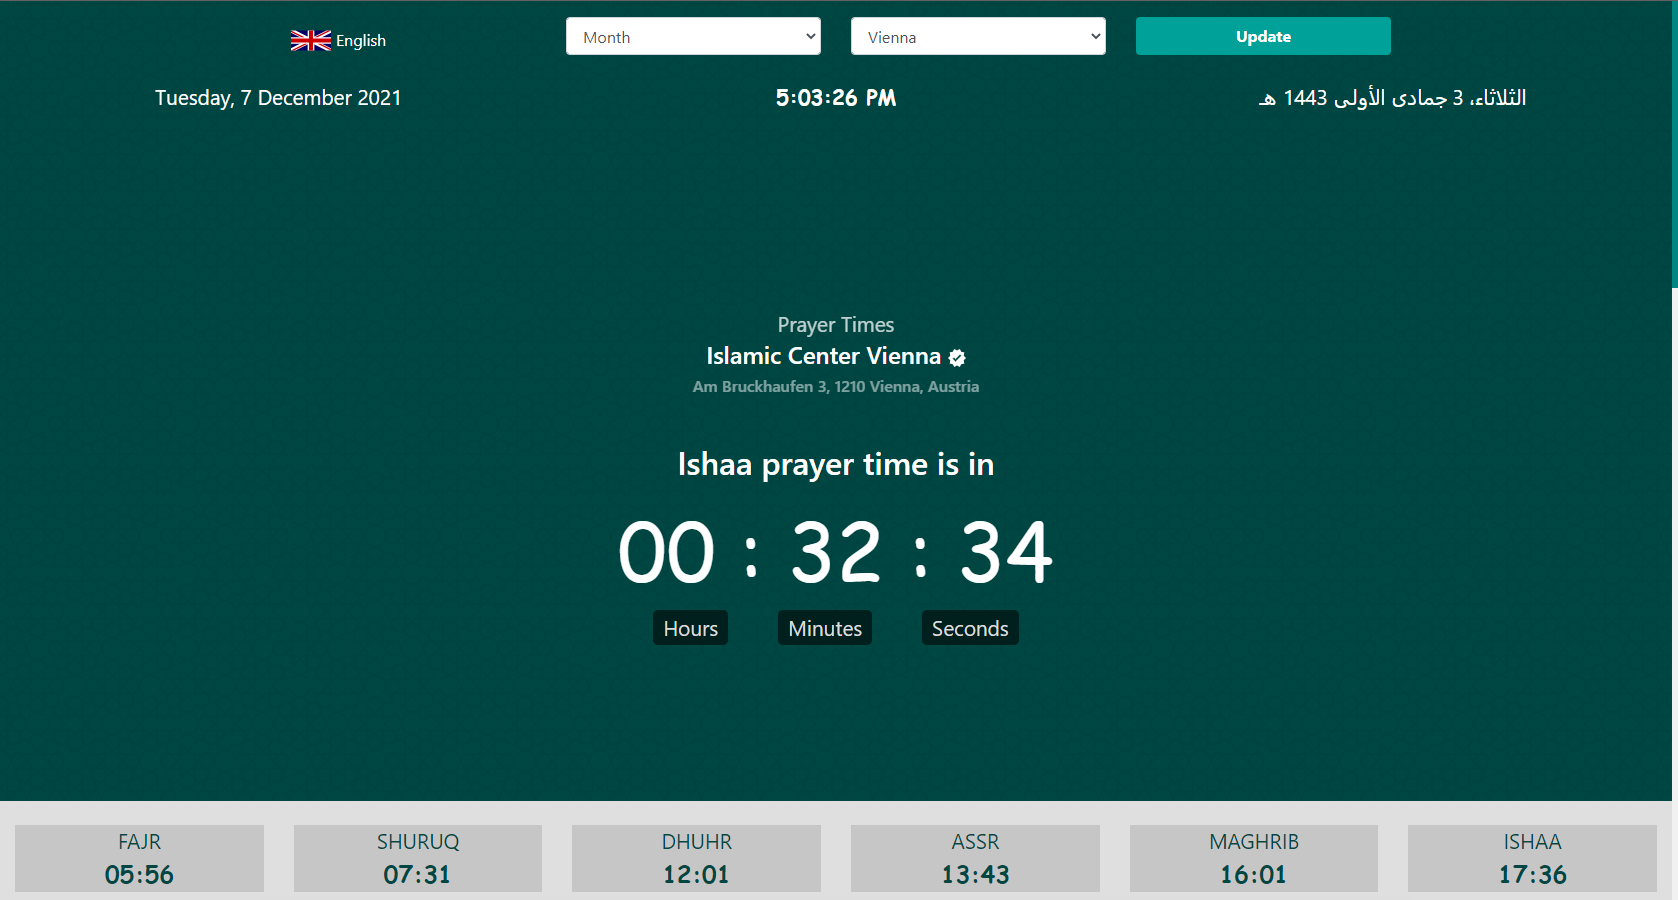 English
Month
Vienna
Update
Tuesday, 7 December 2021
5:03:26 PM
الثلاثاء، 3 جمادى الأولى 1443 هـ
Prayer Times
Islamic Center Vienna
Am Bruckhaufen 3, 1210 Vienna, Austria
Ishaa prayer time is in
00 : 32 : 34
Hours Minutes Seconds
FAJR SHURUQ DHUHR ASSR MAGHRIB ISHAA
05:56 07:31 12:01 13:43 16:01 17:36